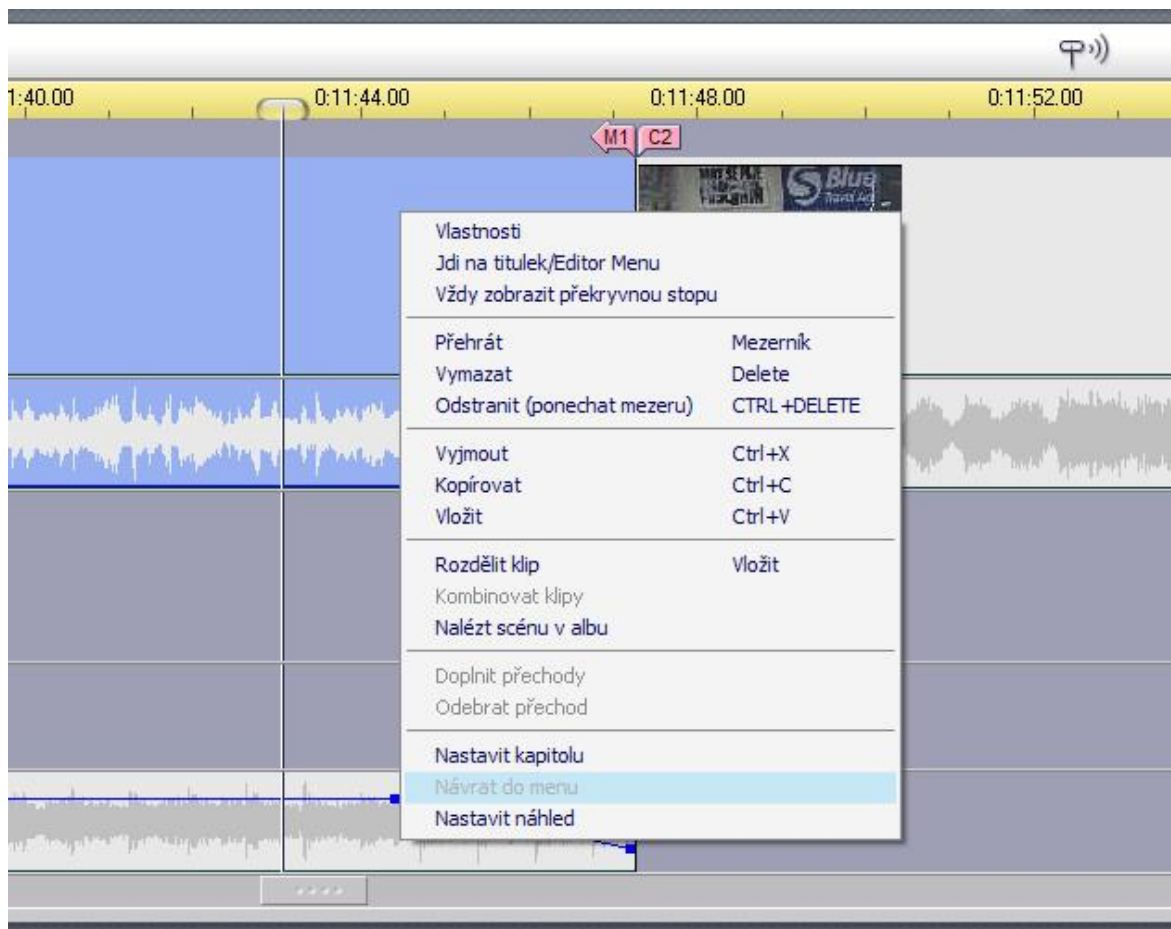 1:40.00 0:11:44.00 0:11:48.00 0:11:52.00
M1 C2
Blue
Vlastnosti
Jdi na titulek/Editor Menu
Vždy zobrazit překryvnou stopu
Přehrát Mezerník
Vymazat Delete
Odstranit (ponechat mezeru) CTRL+DELETE
Vyjmout Ctrl+X
Kopírovat Ctrl+C
Vložit Ctrl+V
Rozdělit klip Vložit
Kombinovat klipy
Nalézt scénu v albu
Doplnit přechody
Odebrat přechod
Nastavit kapitolu
Návrat do menu
Nastavit náhled